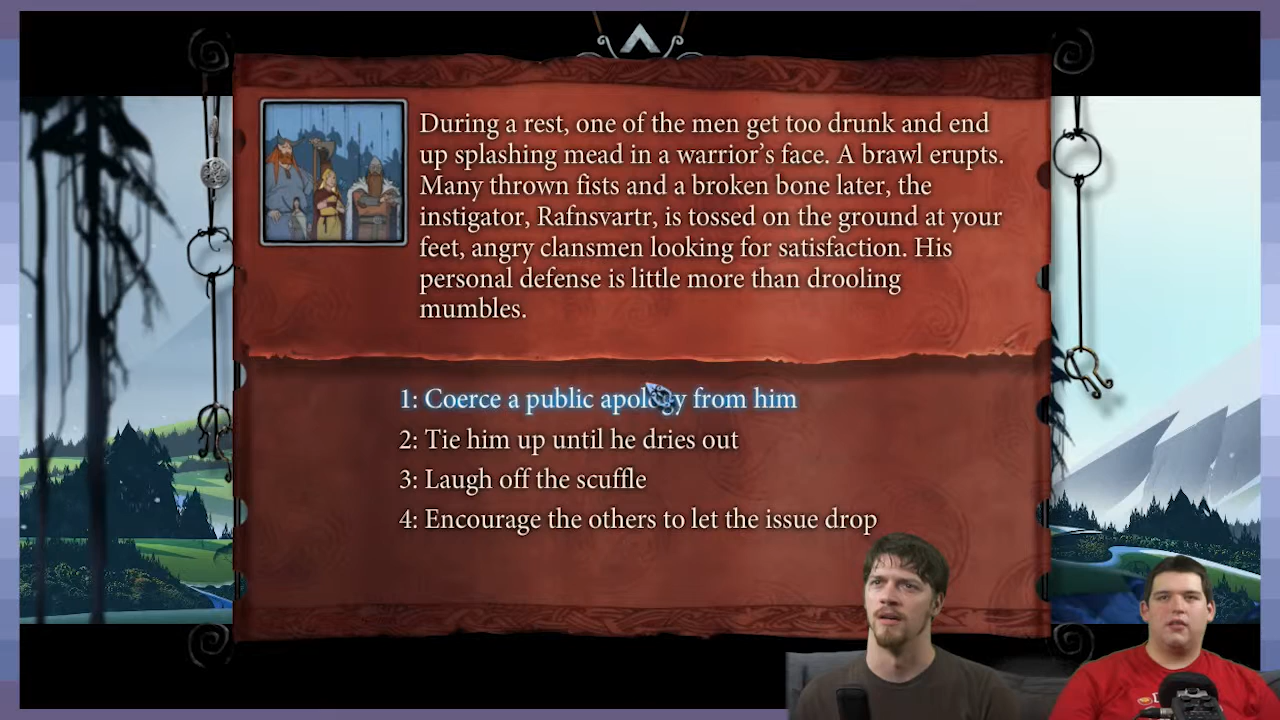 During a rest, one of the men get too drunk and end
up splashing mead in a warrior's face. A brawl erupts.
Many thrown fists and a broken bone later, the
instigator, Rafnsvartr, is tossed on the ground at your
feet, angry clansmen looking for satisfaction. His
personal defense is little more than drooling
mumbles.
1: Coerce a public apology from him
2: Tie him up until he dries out
3: Laugh off the scuffle
4: Encourage the others to let the issue drop